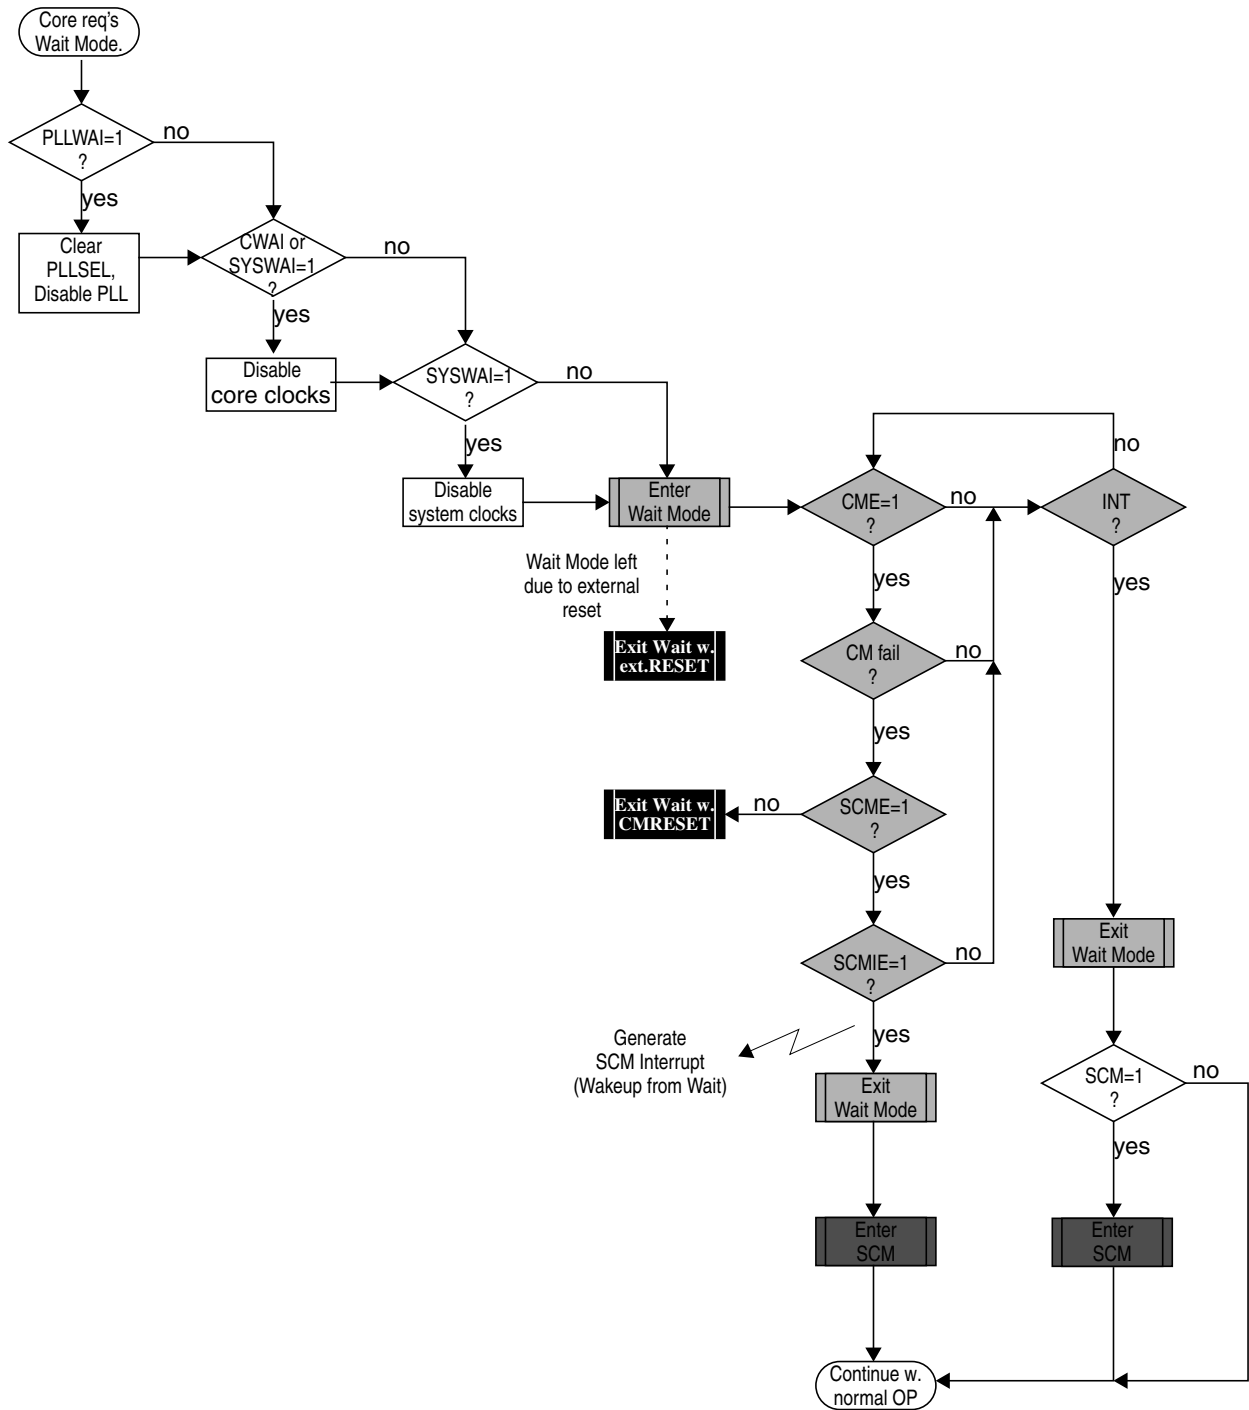 Core req's
Wait Mode.
PLLWAI=1
?
no
yes
Clear
PLLSEL,
Disable PLL
CWAI or
SYSWAI=1
?
no
yes
Disable
core clocks
SYSWAI=1
?
no
yes
Disable
system clocks
Enter
Wait Mode
Wait Mode left
due to external
reset
Exit Wait w.
ext.RESET
CME=1
?
no
yes
INT
?
no
yes
CM fail
?
no
yes
SCME=1
?
no
yes
Exit Wait w.
CMRESET
SCMIE=1
?
no
yes
Generate
SCM Interrupt
(Wakeup from Wait)
Exit
Wait Mode
Enter
SCM
Exit
Wait Mode
SCM=1
?
no
yes
Enter
SCM
Continue w.
normal OP